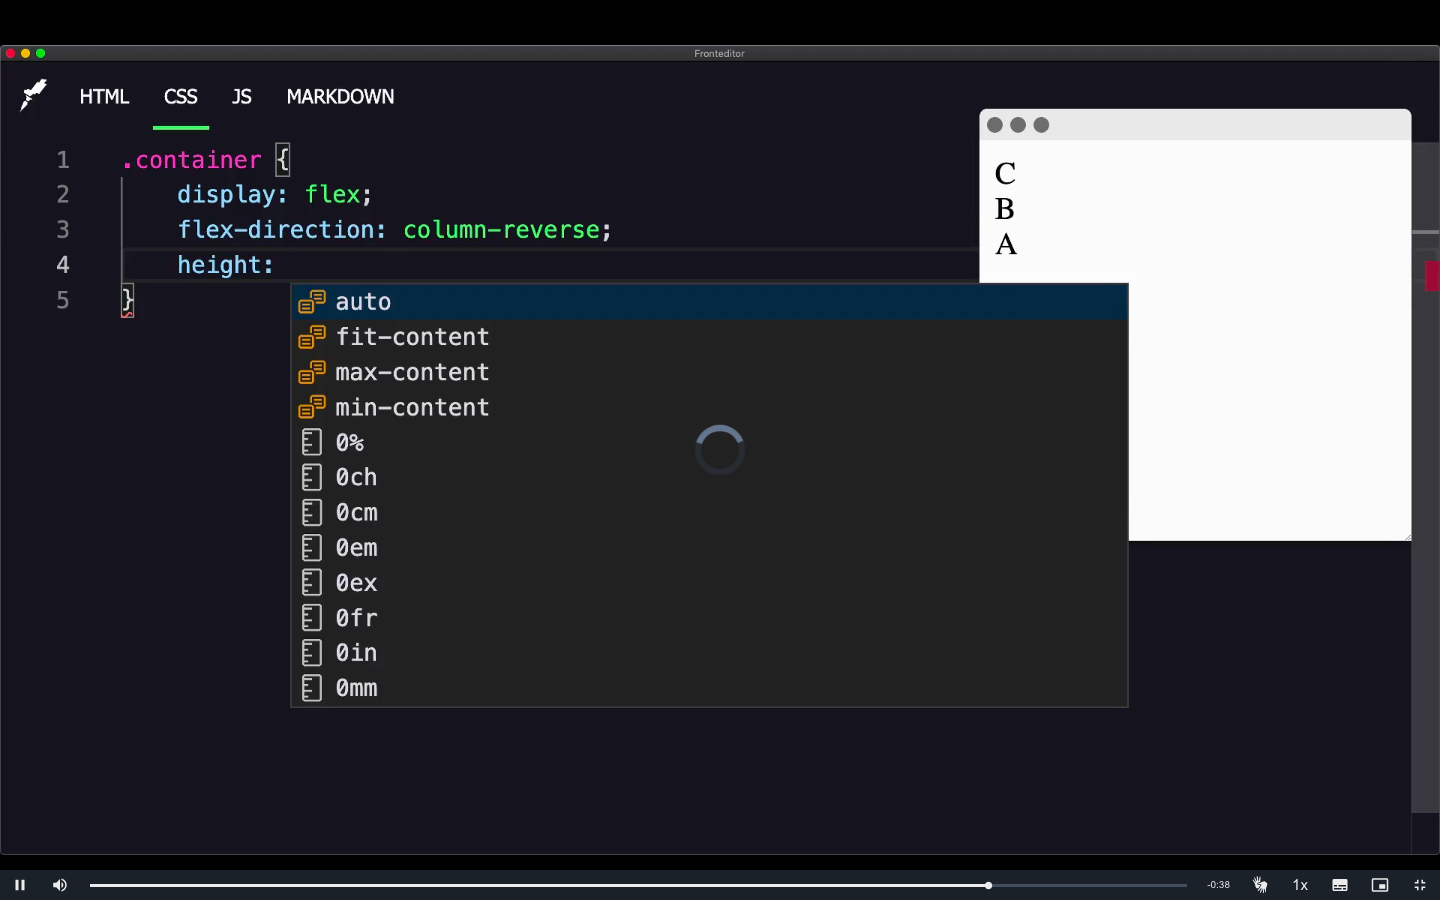 Fronteditor
HTML CSS JS MARKDOWN
1 .container {
2 display: flex;
3 flex-direction: column-reverse;
4 height:
5 }
auto
fit-content
max-content
min-content
0%
0ch
0cm
0em
0ex
0fr
0in
0mm
C
B
A
-0:38
1x